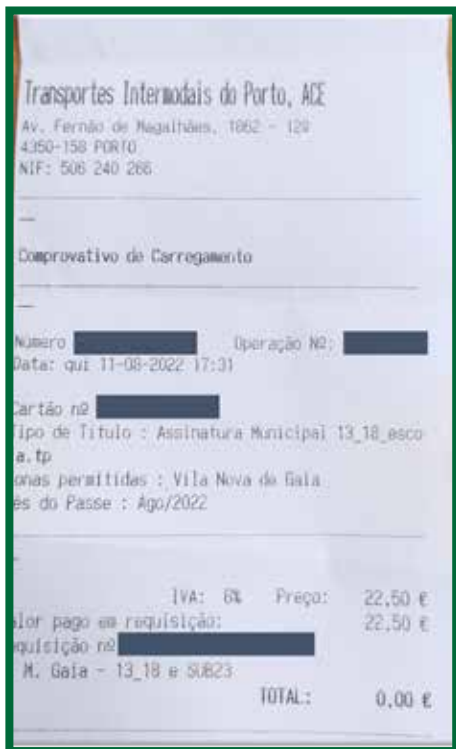 Transportes Intermodais do Porto, ACE
Av. Fernão de Magalhães, 1862 - 12º
4350-158 PORTO
NIF: 506 240 266
Comprovativo de Carregamento
Número Operação Nº:
Data: qui 11-08-2022 17:31
Cartão nº
ipo de Título : Assinatura Municipal 13_18_esco
a.tp
onas permitidas : Vila Nova de Gaia
ês do Passe : Ago/2022
IVA: 6% Preço: 22,50 €
lor pago em requisição: 22,50 €
quisição nº
M. Gaia - 13_18 e SUB23
TOTAL: 0,00 €